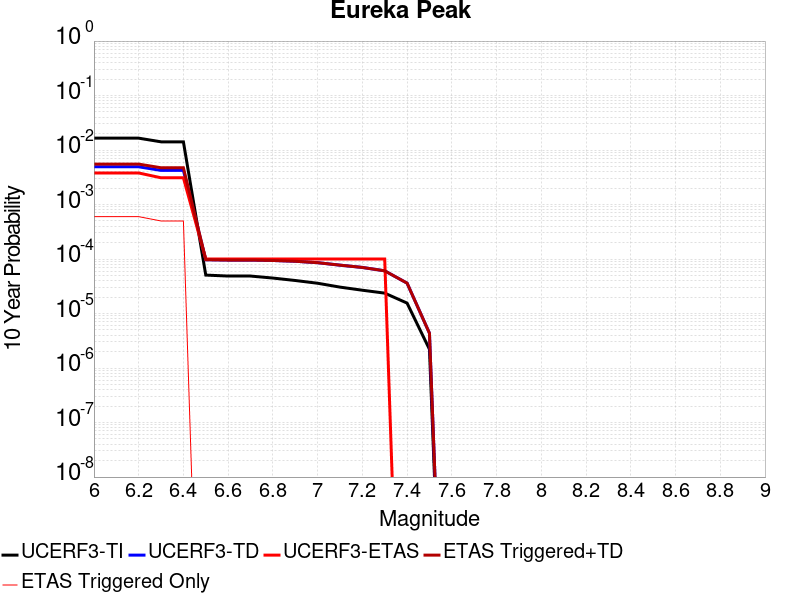 Eureka Peak
10^0
10^-1
10^-2
10^-3
10^-4
10^-5
10^-6
10^-7
10^-8
10 Year Probability
6 6.2 6.4 6.6 6.8 7 7.2 7.4 7.6 7.8 8 8.2 8.4 8.6 8.8 9
Magnitude
UCERF3-TI UCERF3-TD UCERF3-ETAS ETAS Triggered+TD
ETAS Triggered Only